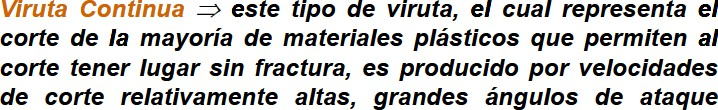 Viruta Continua ⇒ este tipo de viruta, el cual representa el
corte de la mayoría de materiales plásticos que permiten al
corte tener lugar sin fractura, es producido por velocidades
de corte relativamente altas, grandes ángulos de ataque